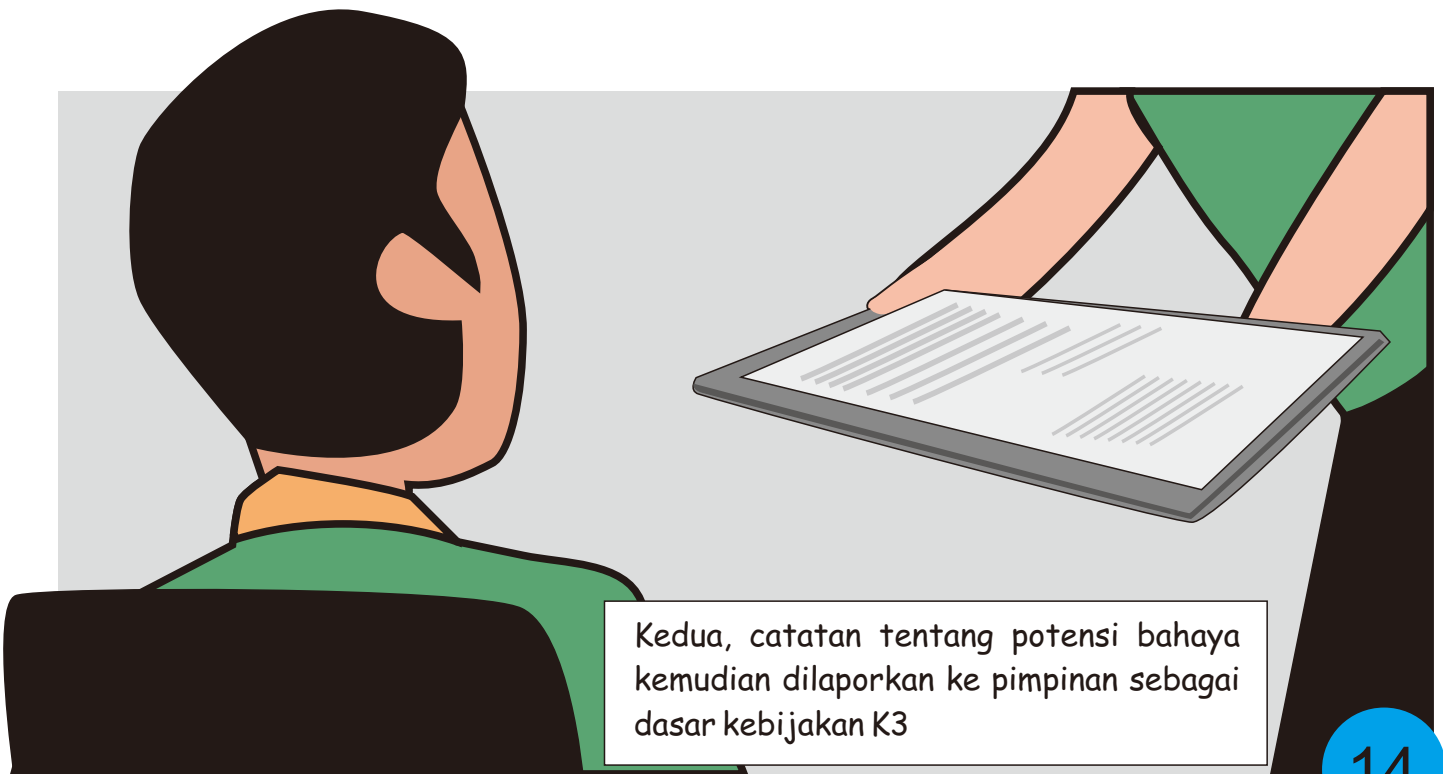 Kedua, catatan tentang potensi bahaya
kemudian dilaporkan ke pimpinan sebagai
dasar kebijakan K3
14